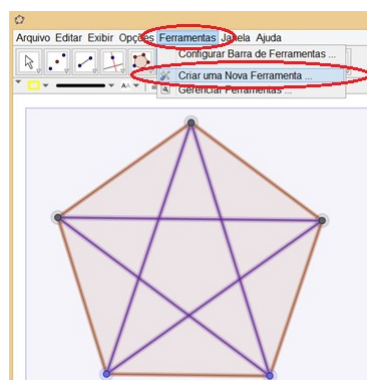 Arquivo Editar Exibir Opções Ferramentas Janela Ajuda
Configurar Barra de Ferramentas ...
Criar uma Nova Ferramenta ...
Gerenciar Ferramentas ...